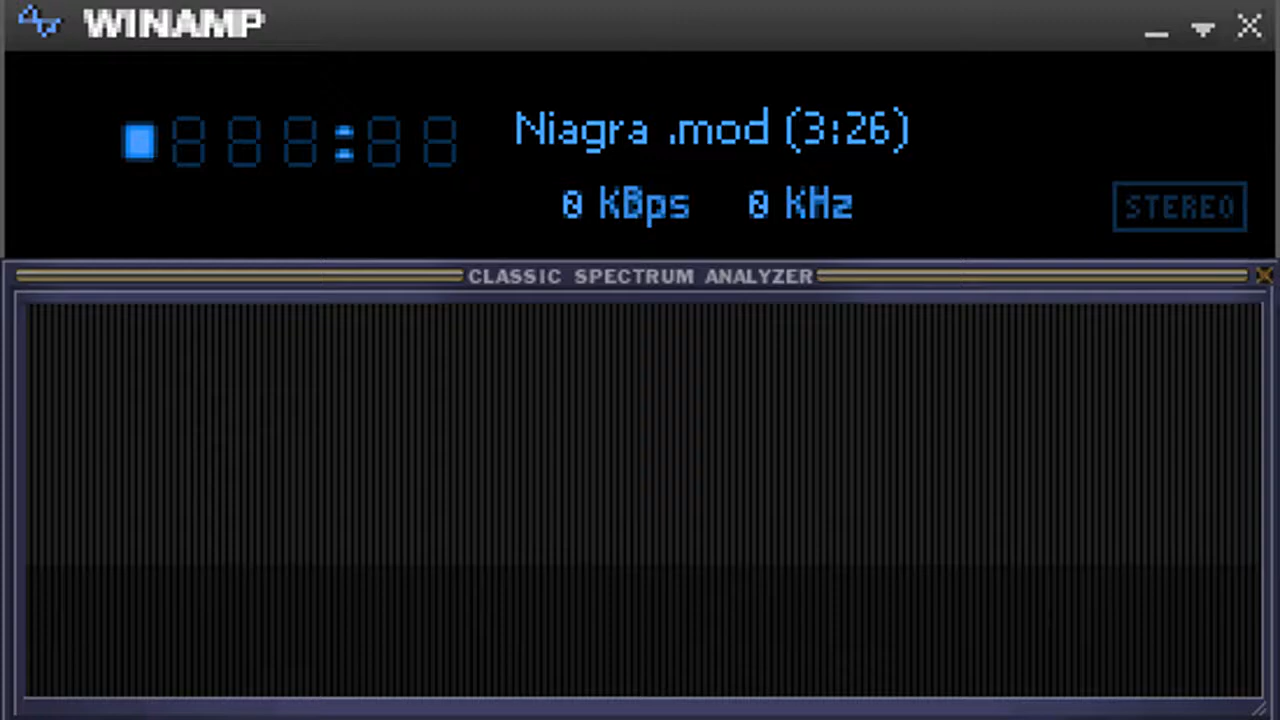 WINAMP
Niagra .mod (3:26)
0 KBps 0 KHz
STEREO
CLASSIC SPECTRUM ANALYZER